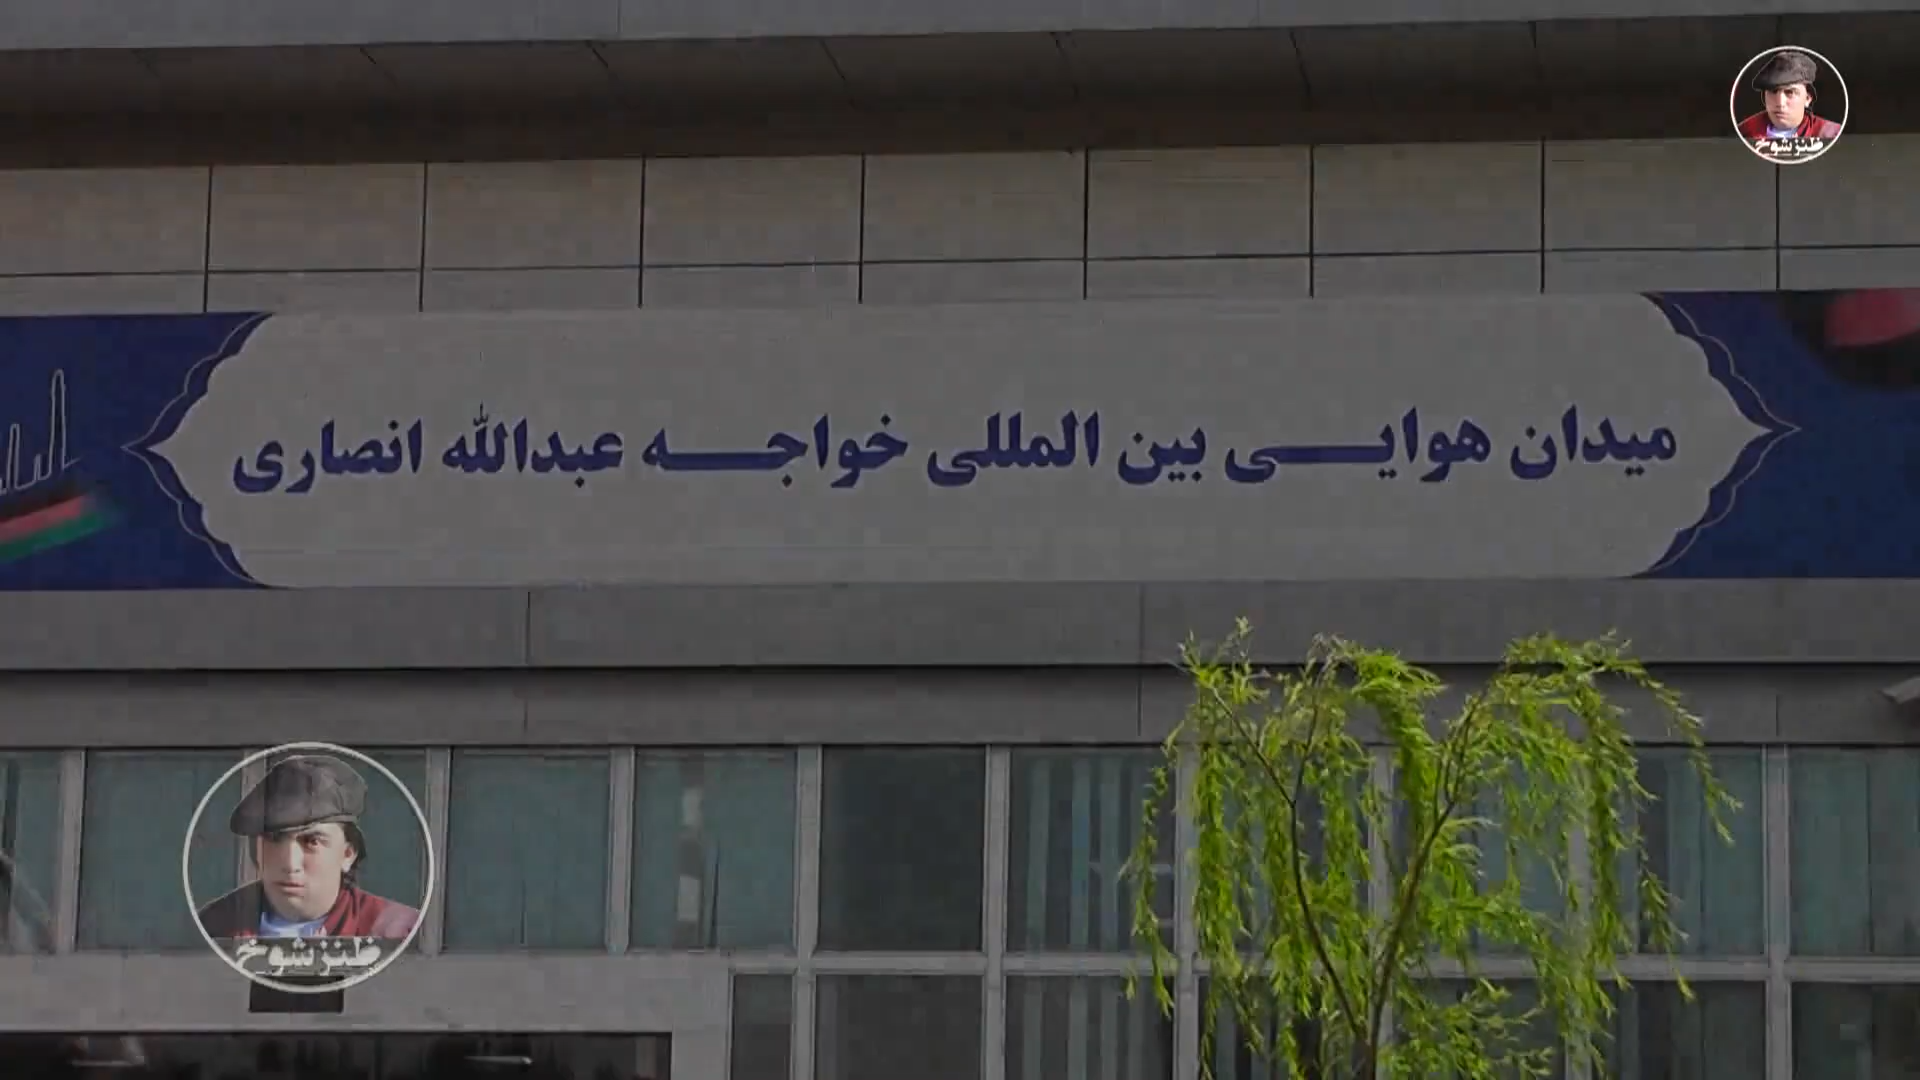 طنز شوخ
میدان هوایی بین المللی خواجه عبدالله انصاری
طنز شوخ